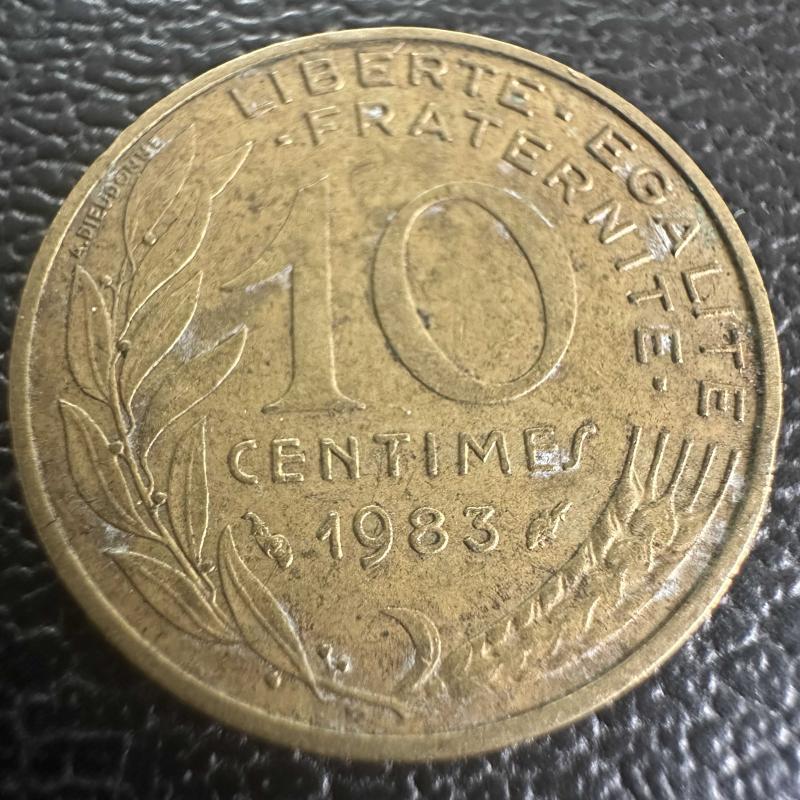 LIBERTE · EGALITE
· FRATERNITE ·
A.DIEUDONNE
10
CENTIMES
1983